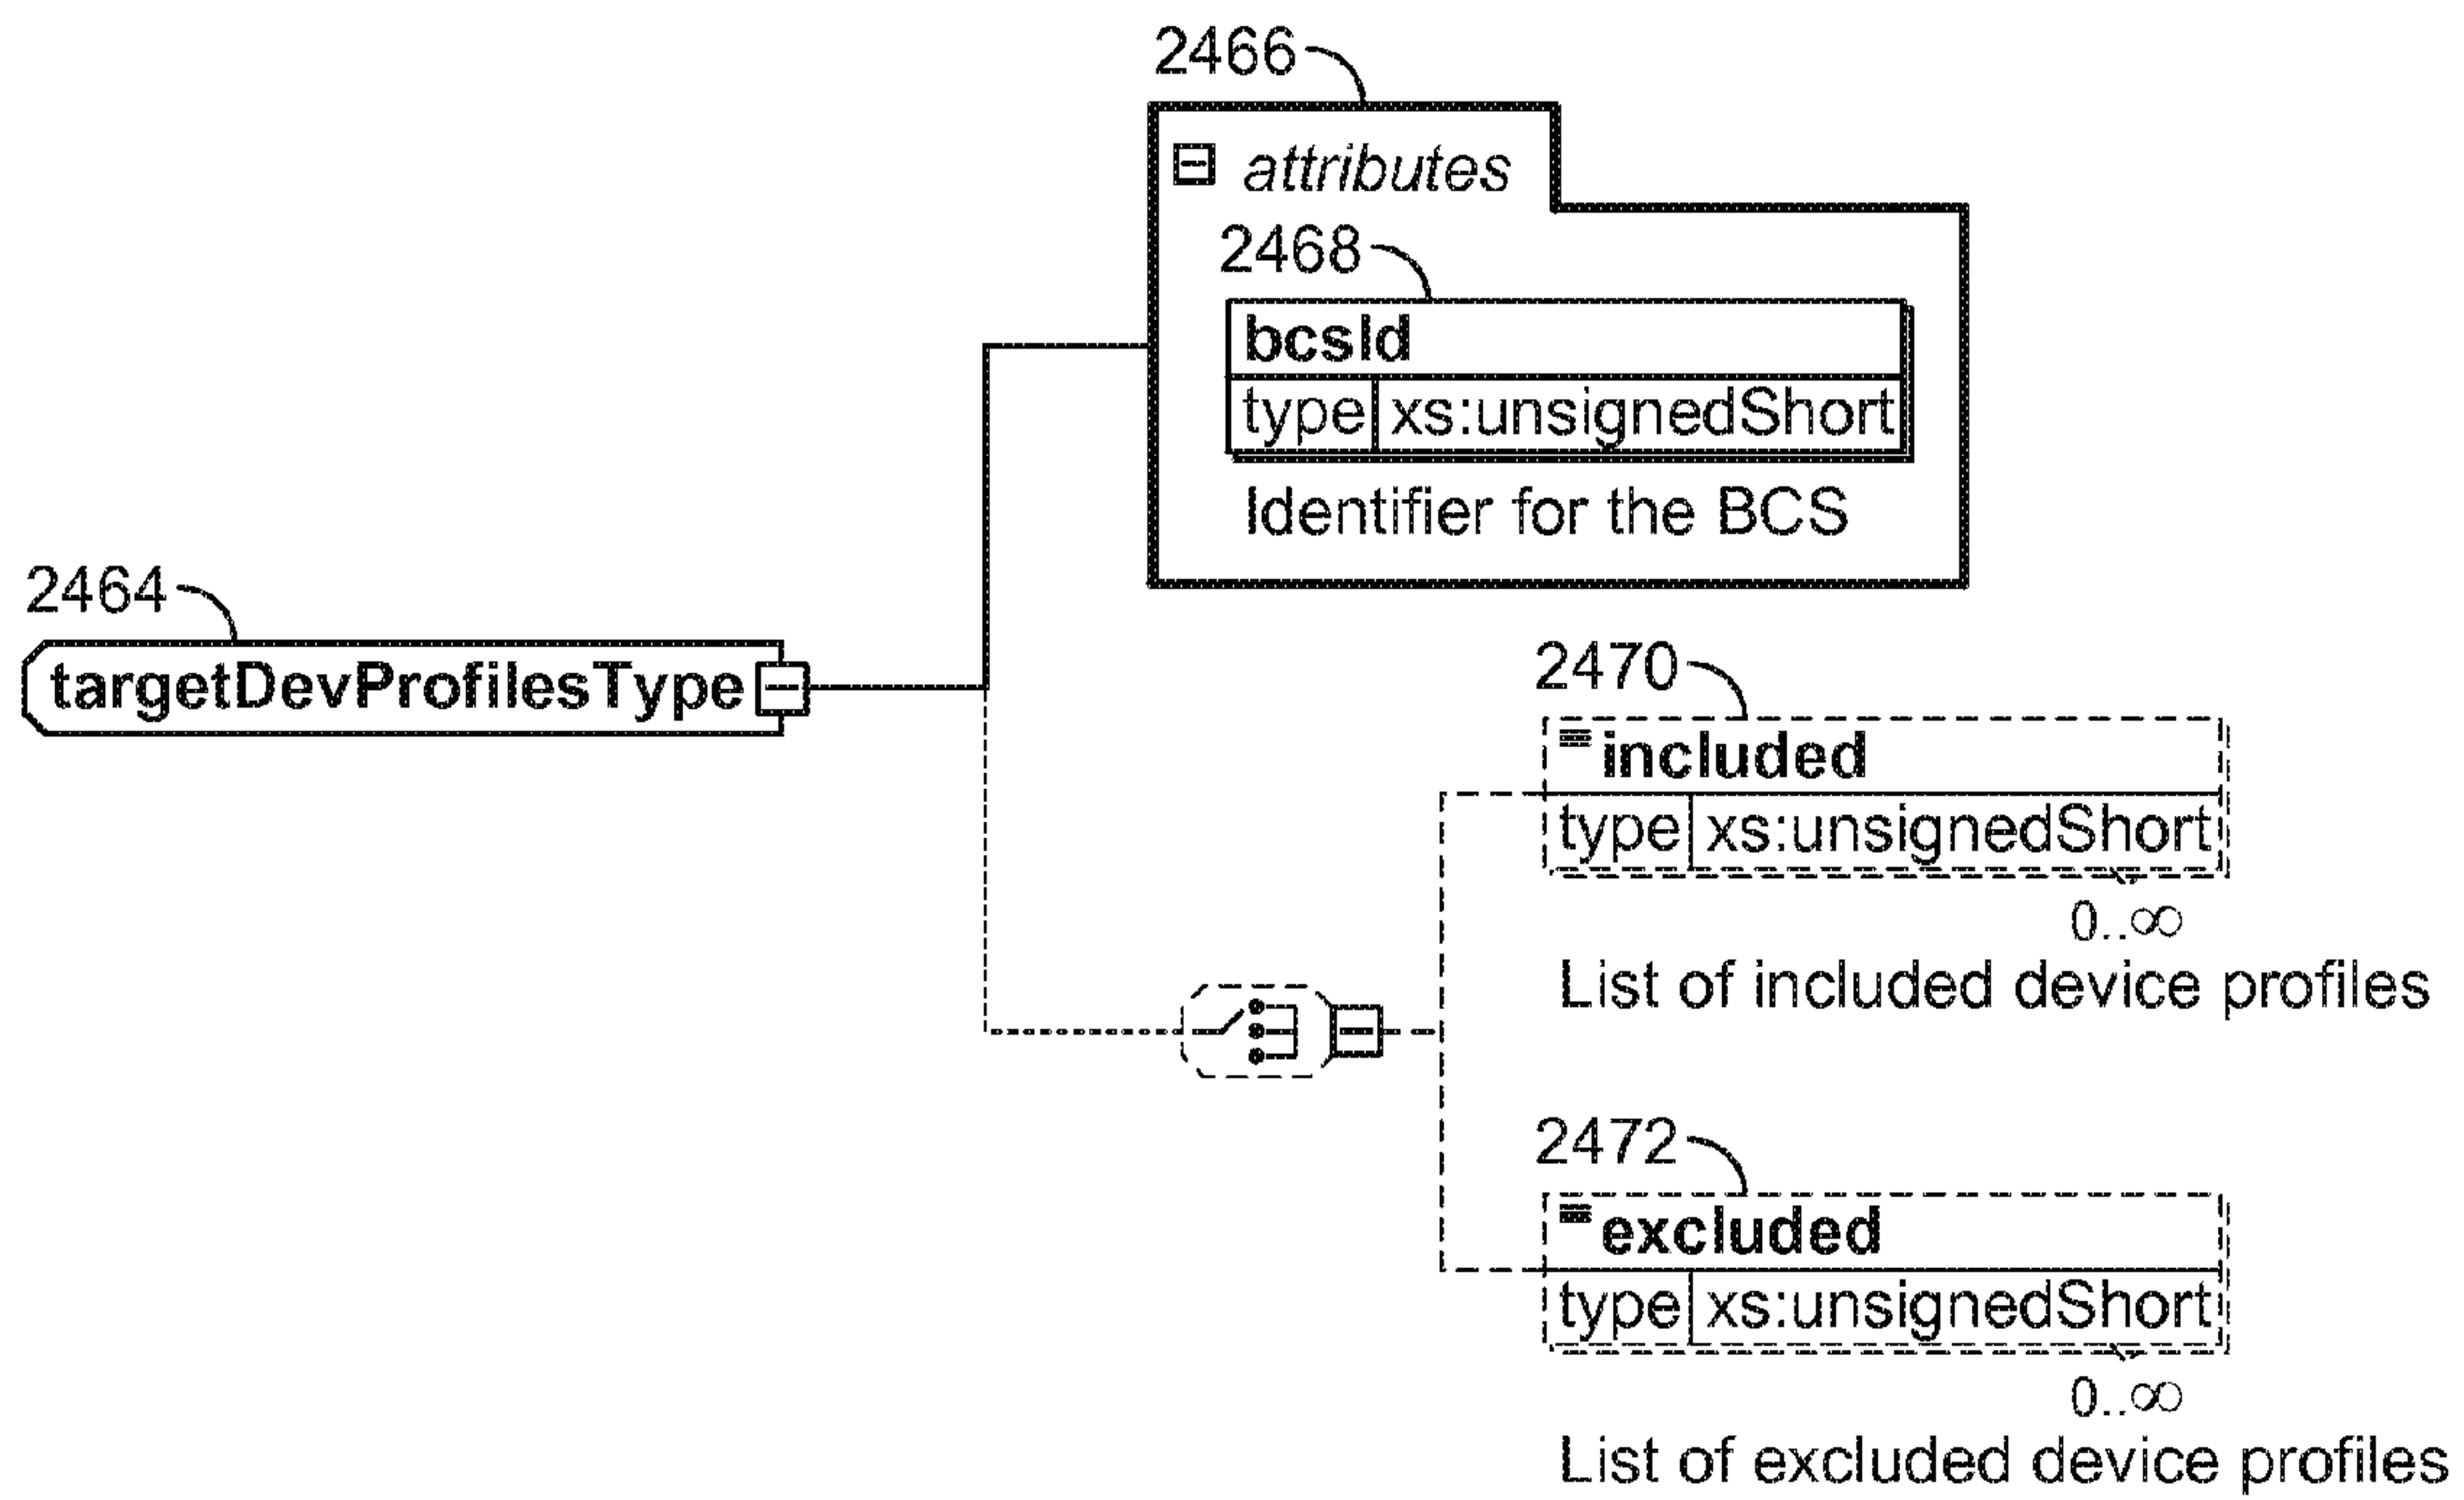 2466
attributes
2468
bcsId
type xs:unsignedShort
Identifier for the BCS
2464
targetDevProfilesType
2470
included
type xs:unsignedShort
0..∞
List of included device profiles
2472
excluded
type xs:unsignedShort
0..∞
List of excluded device profiles